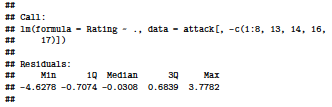 ##
## Call:
## lm(formula = Rating ~ ., data = attack[, -c(1:8, 13, 14, 16,
##     17)])
##
## Residuals:
##     Min      1Q  Median      3Q     Max
## -4.6278 -0.7074 -0.0308  0.6839  3.7782
##